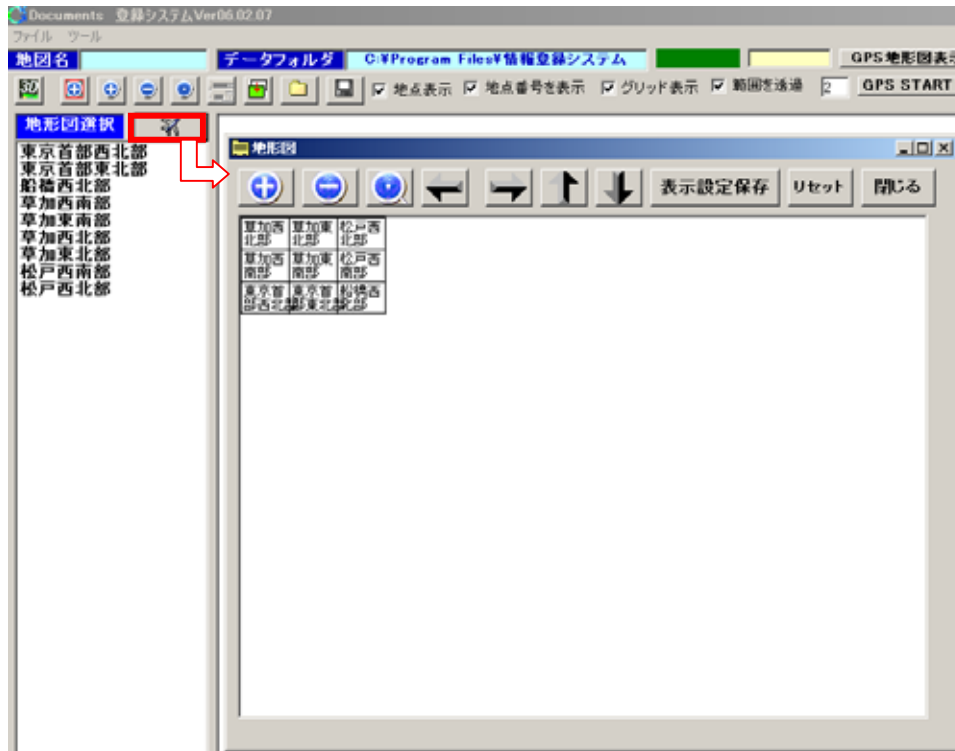 Documents 登録システムVer06.02.07
ファイル ツール
地図名 データフォルダ C:¥Program Files¥情報登録システム GPS地形図表示
3D 地点表示 地点番号を表示 グリッド表示 範囲を透過 2 GPS START
地形図選択
東京首部西北部
東京首部東北部
船橋西北部
草加西南部
草加東南部
草加西北部
草加東北部
松戸西南部
松戸西北部
地形図
表示設定保存 リセット 閉じる
草加西北部 草加東北部 松戸西北部
草加西南部 草加東南部 松戸西南部
東京首部西北部 東京首部東北部 船橋西北部